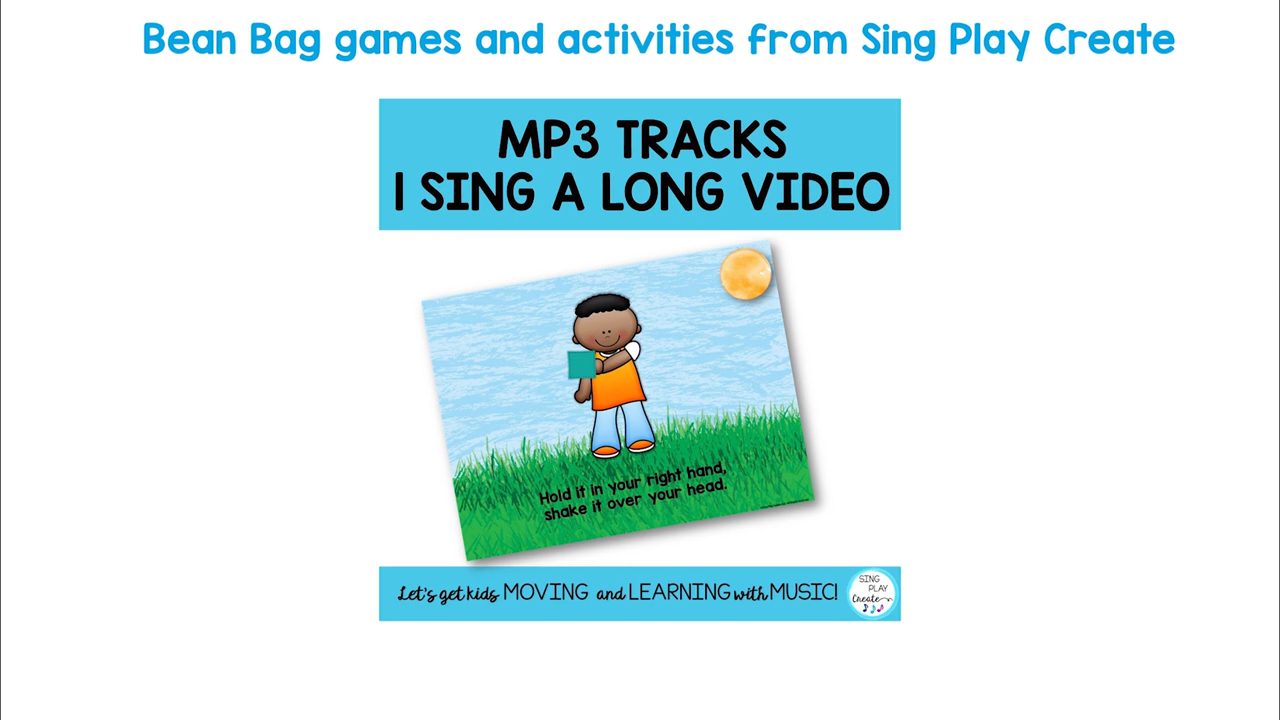 Bean Bag games and activities from Sing Play Create
MP3 TRACKS
1 SING A LONG VIDEO
Hold it in your right hand,
shake it over your head.
Let's get kids MOVING and LEARNING with MUSIC!
SING
PLAY
Create